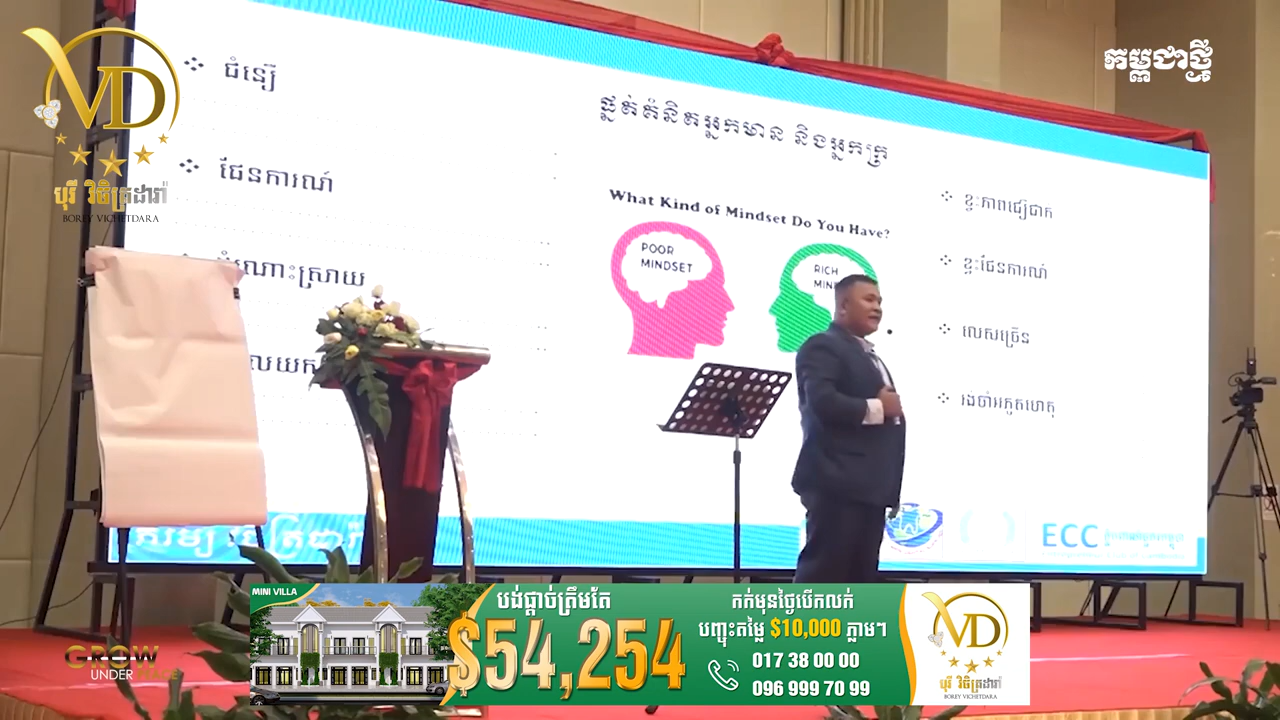 VD
បុរី វិចិត្រដារ៉ា
BOREY VICHETDARA
កម្ពុជាថ្មី
ជំនឿ
ផែនការណ៍
ដំណោះស្រាយ
ផ្នត់គំនិតអ្នកមាន និងអ្នកក្រ
What Kind of Mindset Do You Have?
POOR
MINDSET
RICH
ខ្វះភាពជឿជាក់
ខ្វះផែនការណ៍
លេសច្រើន
រង់ចាំអភូតហេតុ
ECC
GROW
UNDER
MINI VILLA
បង់ផ្ដាច់ត្រឹមតែ
$54,254
កក់មុនថ្ងៃបើកលក់
បញ្ចុះតម្លៃ $10,000 ភ្លាមៗ
017 38 00 00
096 999 70 99
VD
បុរី វិចិត្រដារ៉ា
BOREY VICHETDARA